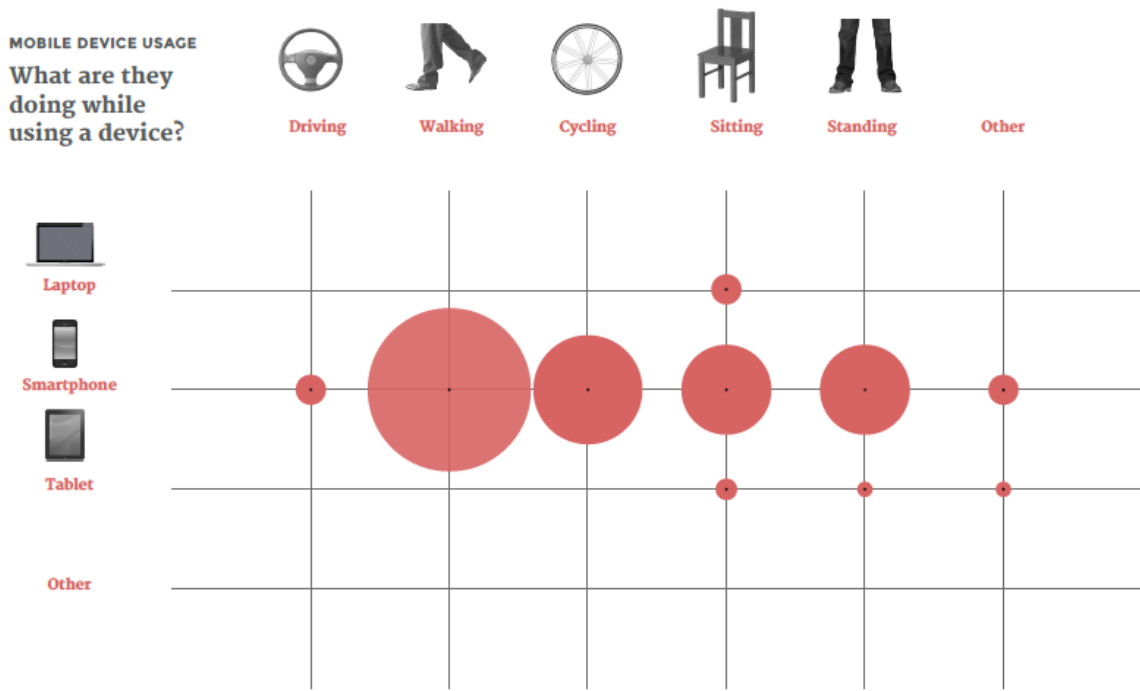 MOBILE DEVICE USAGE
What are they
doing while
using a device?
Driving
Walking
Cycling
Sitting
Standing
Other
Laptop
Smartphone
Tablet
Other